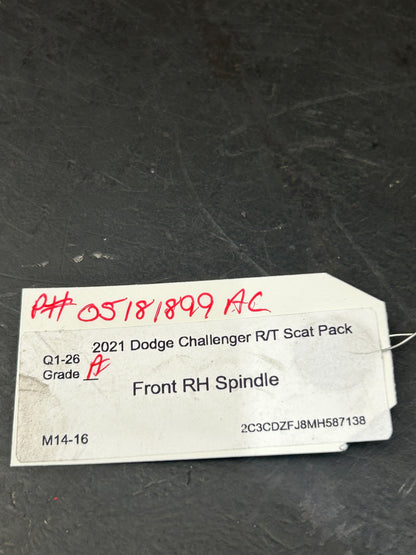 P# 05181899 AC
2021 Dodge Challenger R/T Scat Pack
Q1-26
Grade A
Front RH Spindle
M14-16
2C3CDZFJ8MH587138